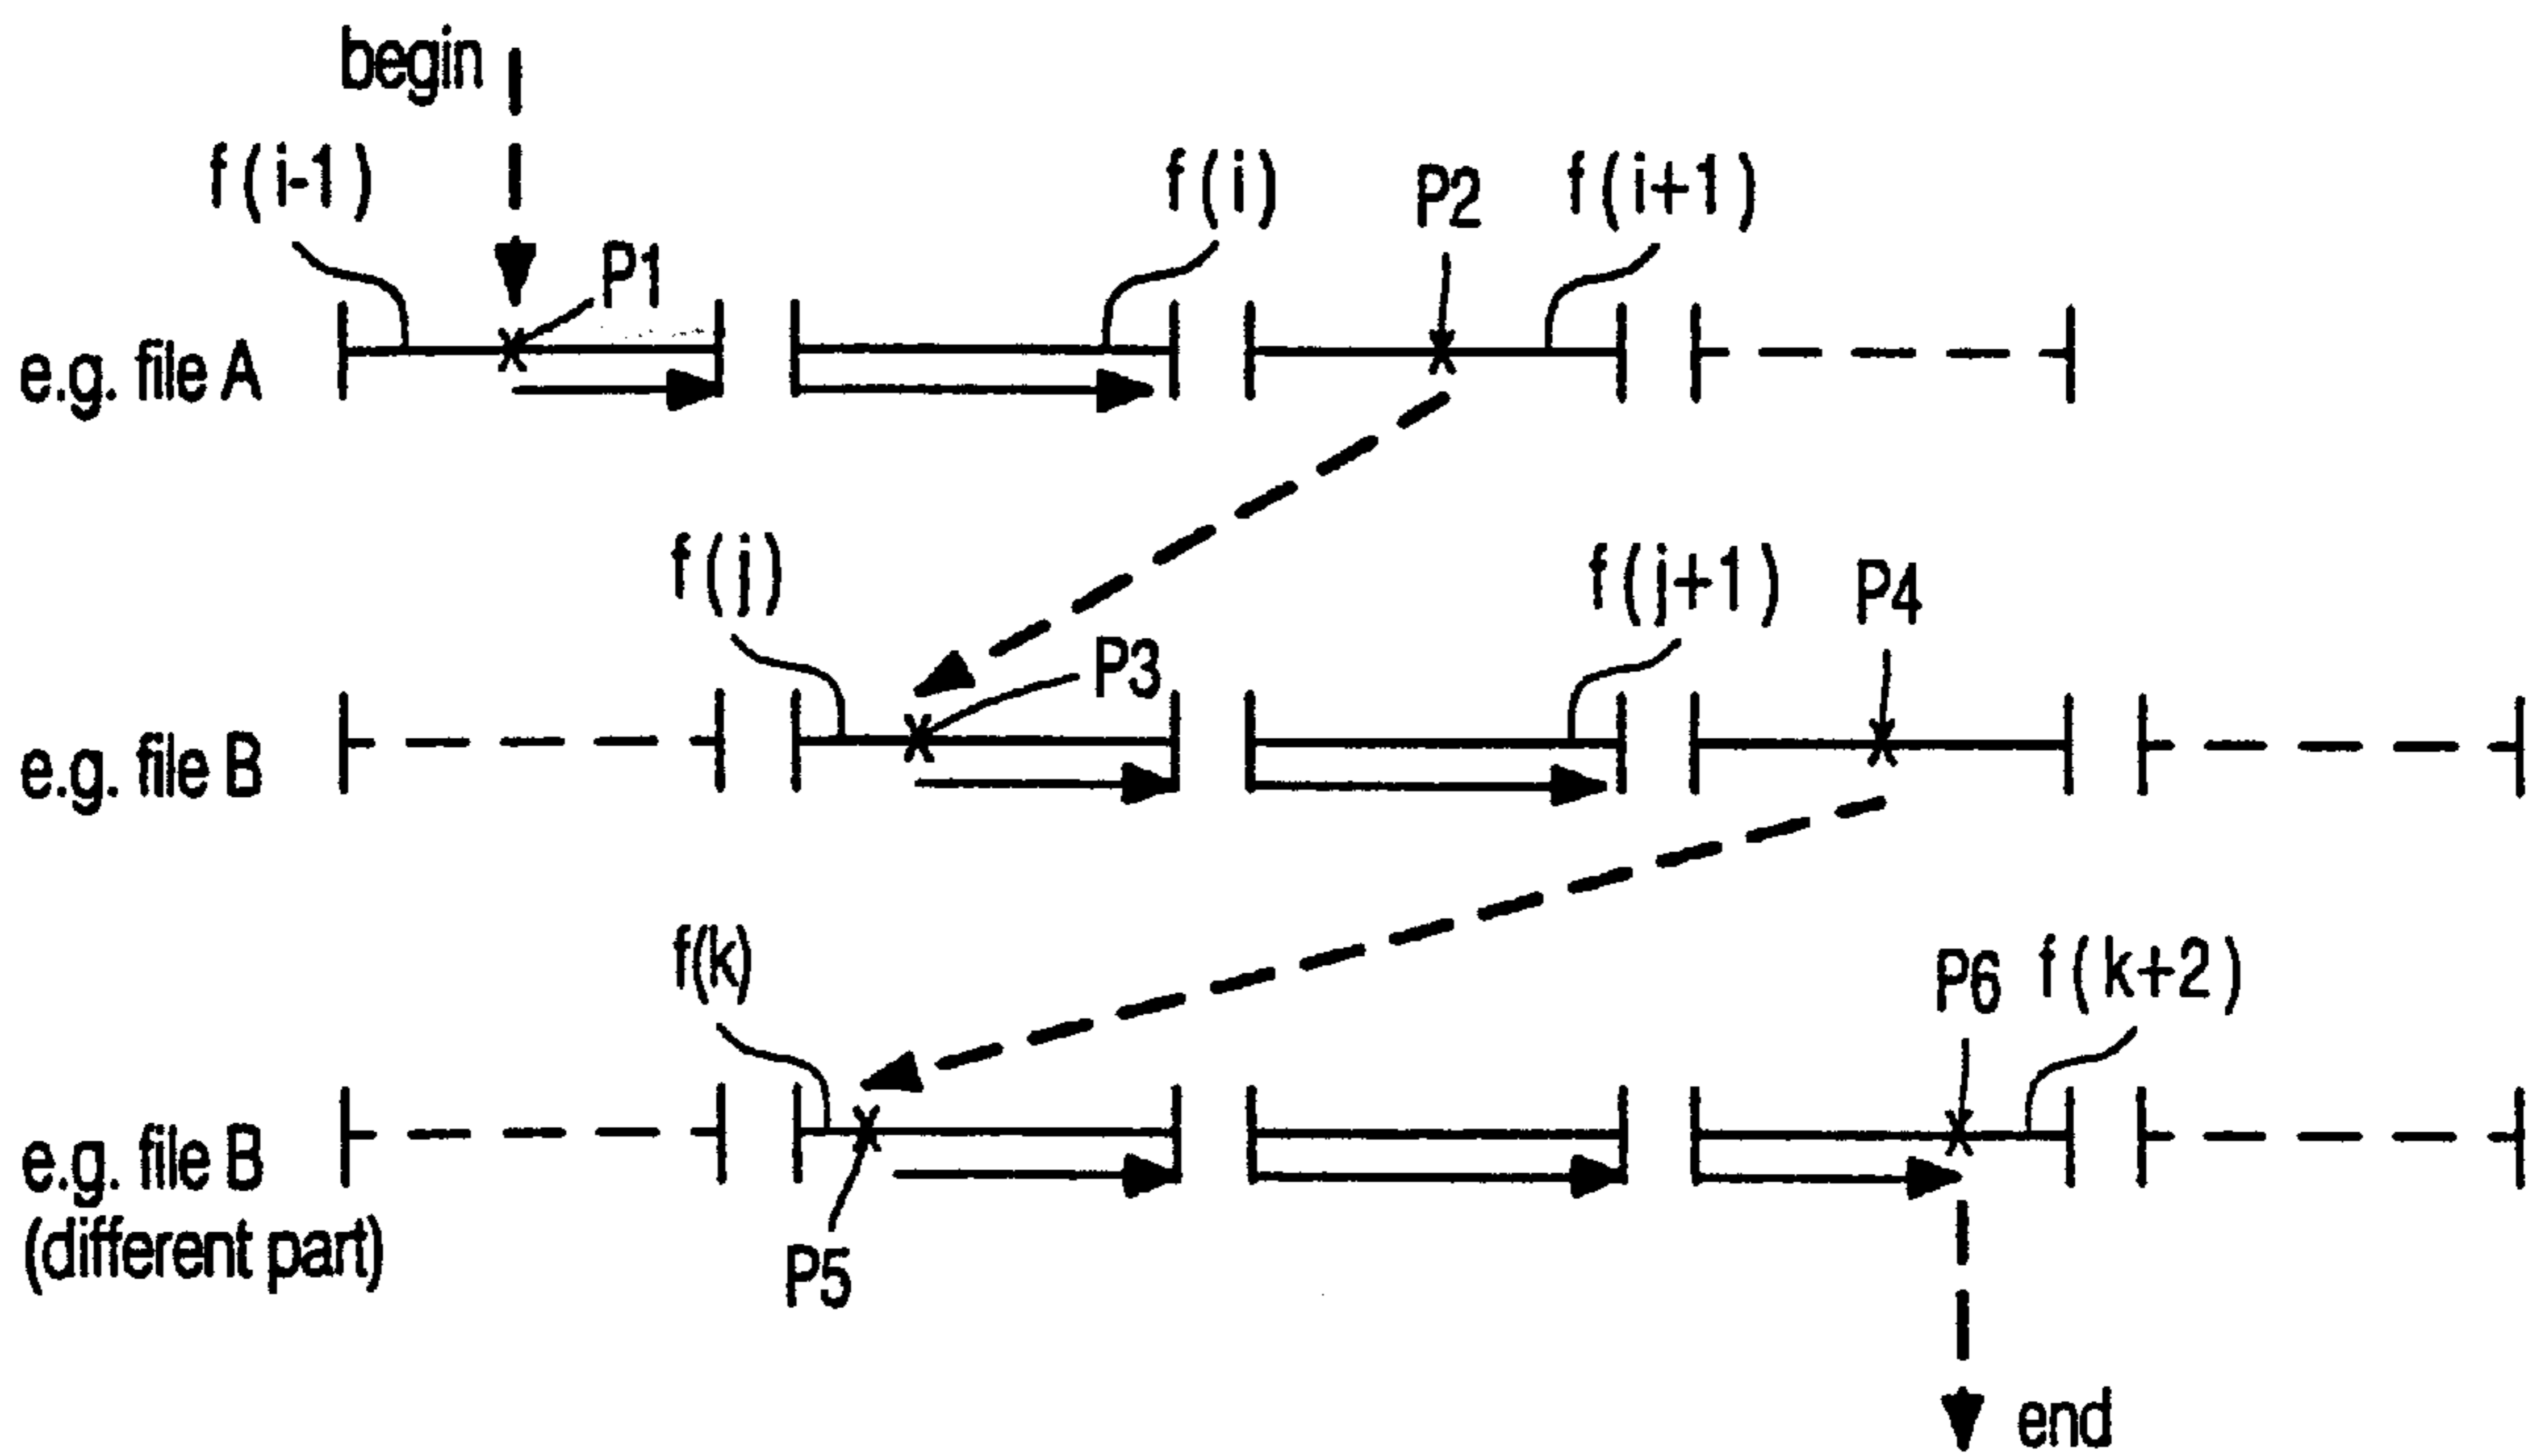 begin
f(i-1)
P1
f(i)
P2
f(i+1)
e.g. file A
f(j)
P3
f(j+1)
P4
e.g. file B
f(k)
P6
f(k+2)
e.g. file B
(different part)
P5
end